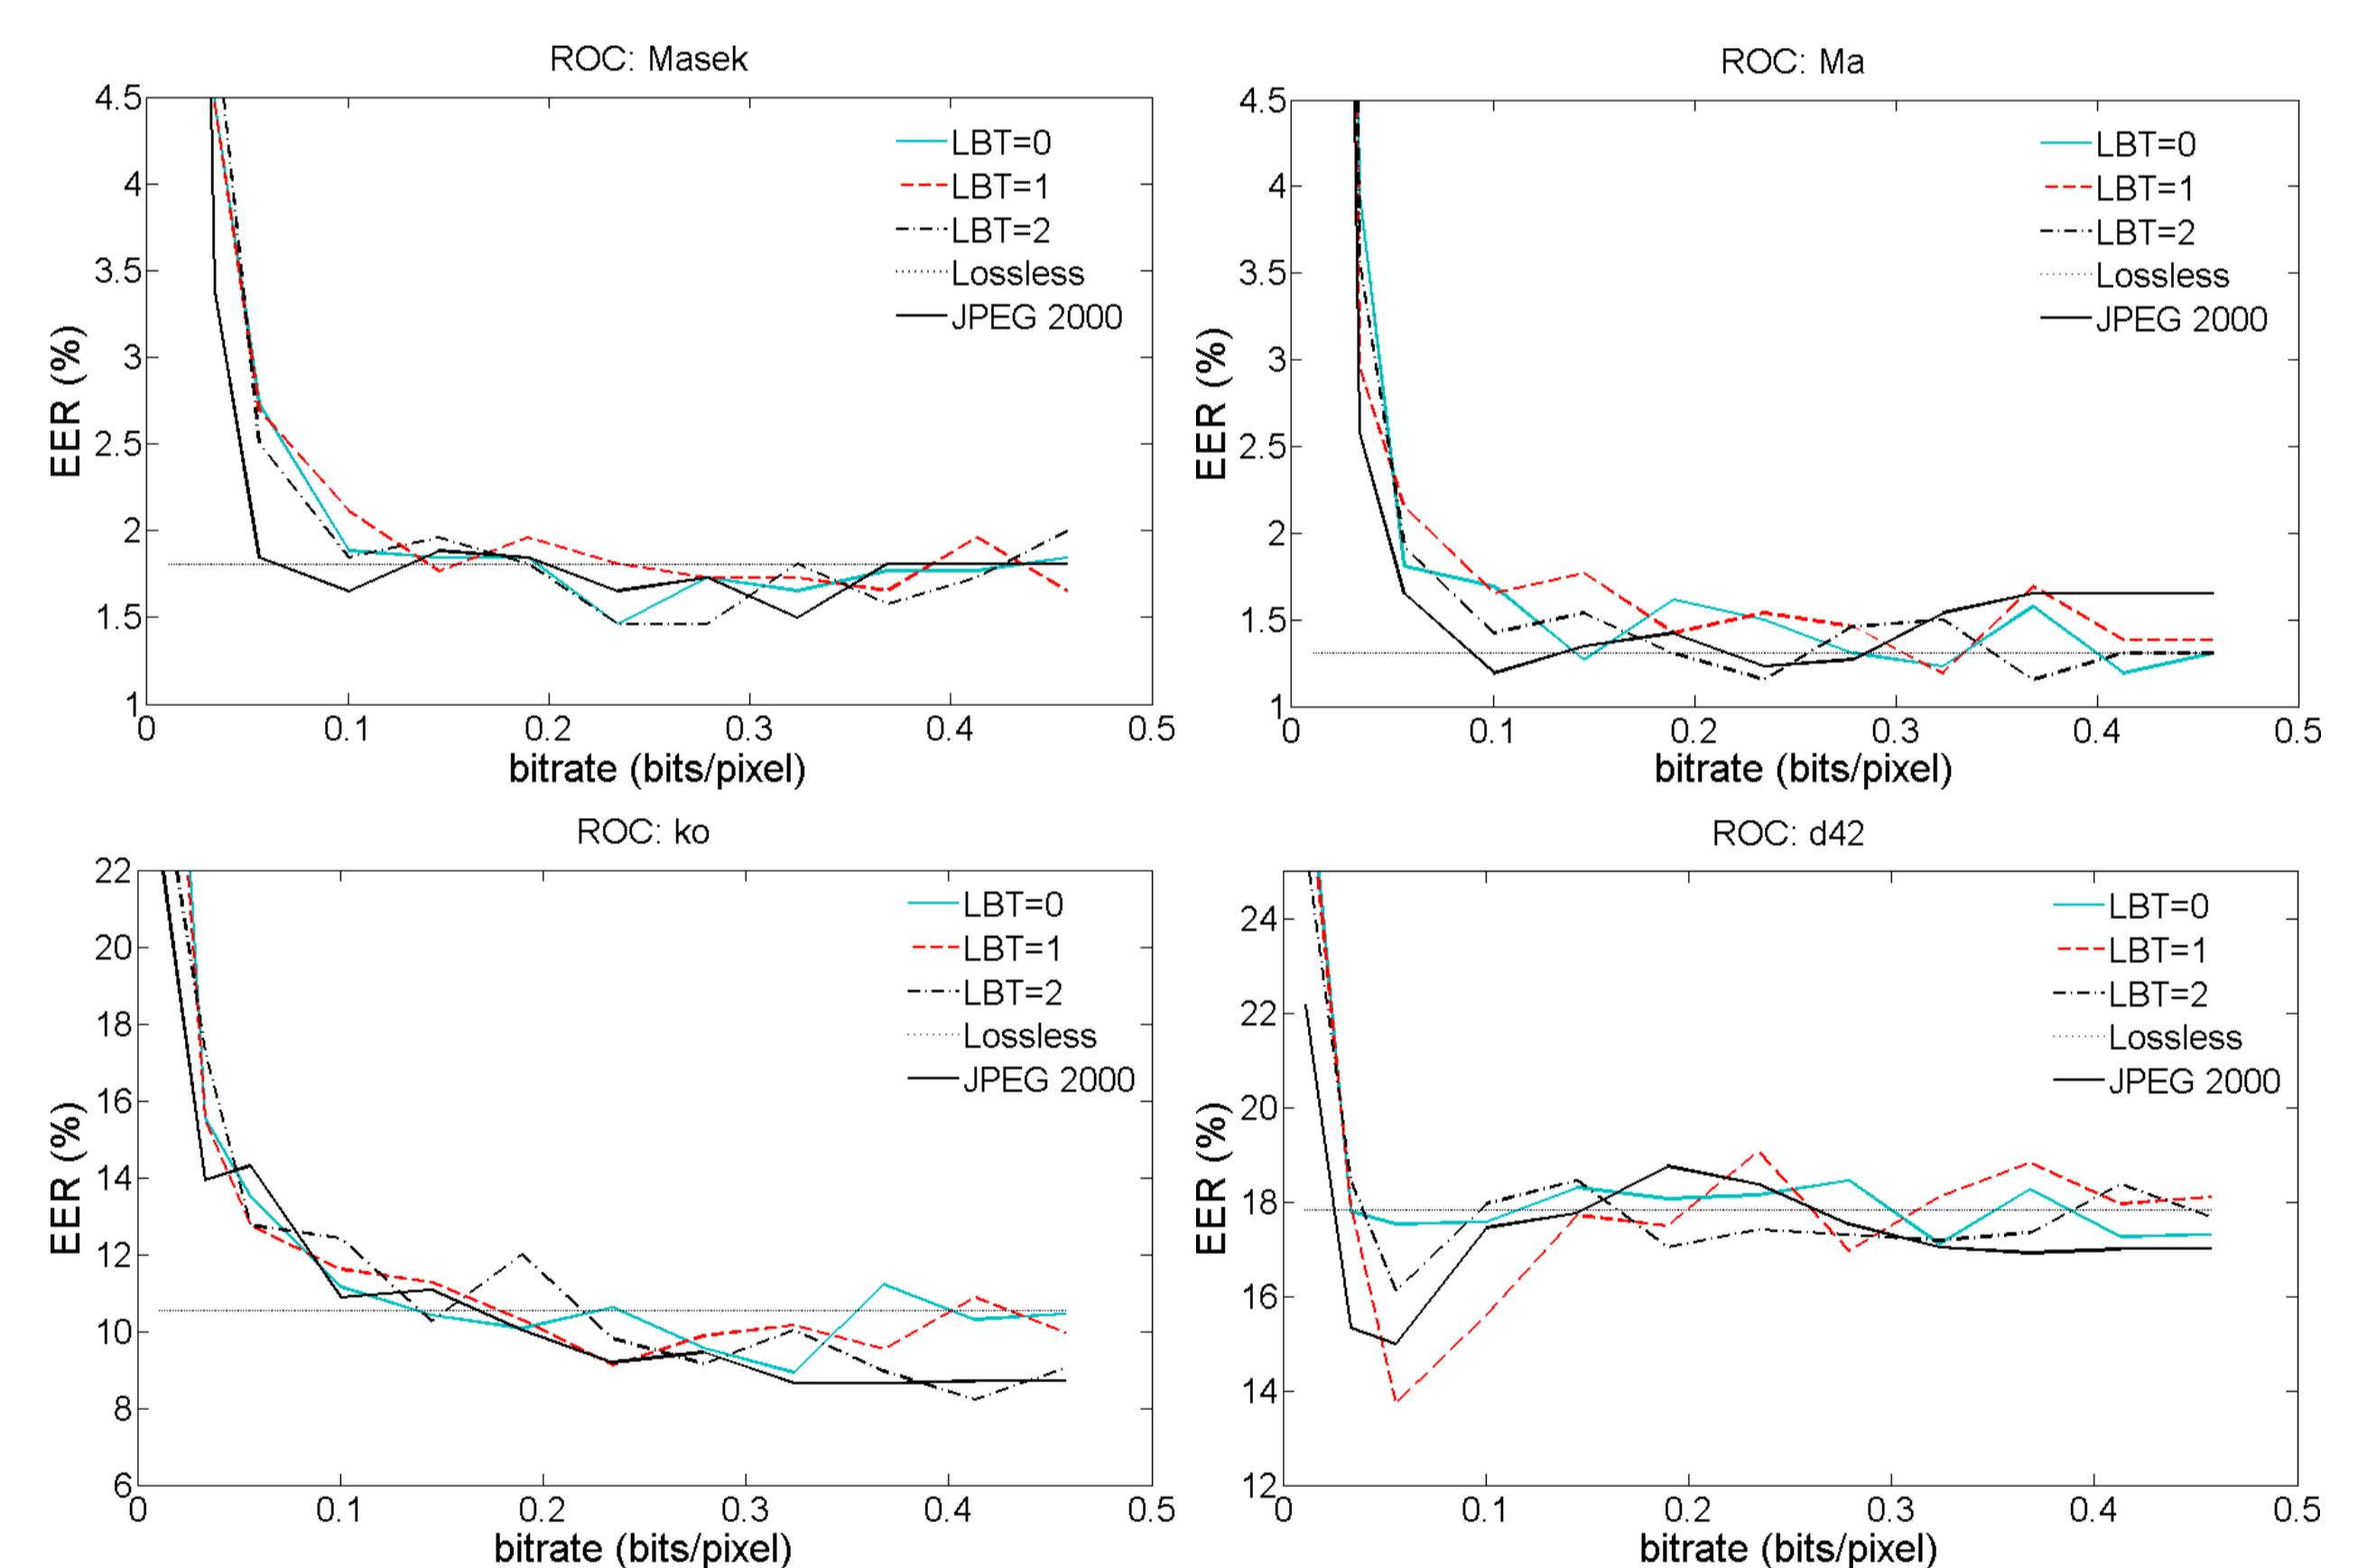 ROC: Masek
4.5
4
3.5
3
2.5
2
1.5
1
0
0.1
0.2
0.3
0.4
0.5
EER (%)
bitrate (bits/pixel)
LBT=0
LBT=1
LBT=2
Lossless
JPEG 2000
ROC: Ma
4.5
4
3.5
3
2.5
2
1.5
1
0
0.1
0.2
0.3
0.4
0.5
EER (%)
bitrate (bits/pixel)
LBT=0
LBT=1
LBT=2
Lossless
JPEG 2000
ROC: ko
22
20
18
16
14
12
10
8
6
0
0.1
0.2
0.3
0.4
0.5
EER (%)
bitrate (bits/pixel)
LBT=0
LBT=1
LBT=2
Lossless
JPEG 2000
ROC: d42
24
22
20
18
16
14
12
0
0.1
0.2
0.3
0.4
0.5
EER (%)
bitrate (bits/pixel)
LBT=0
LBT=1
LBT=2
Lossless
JPEG 2000